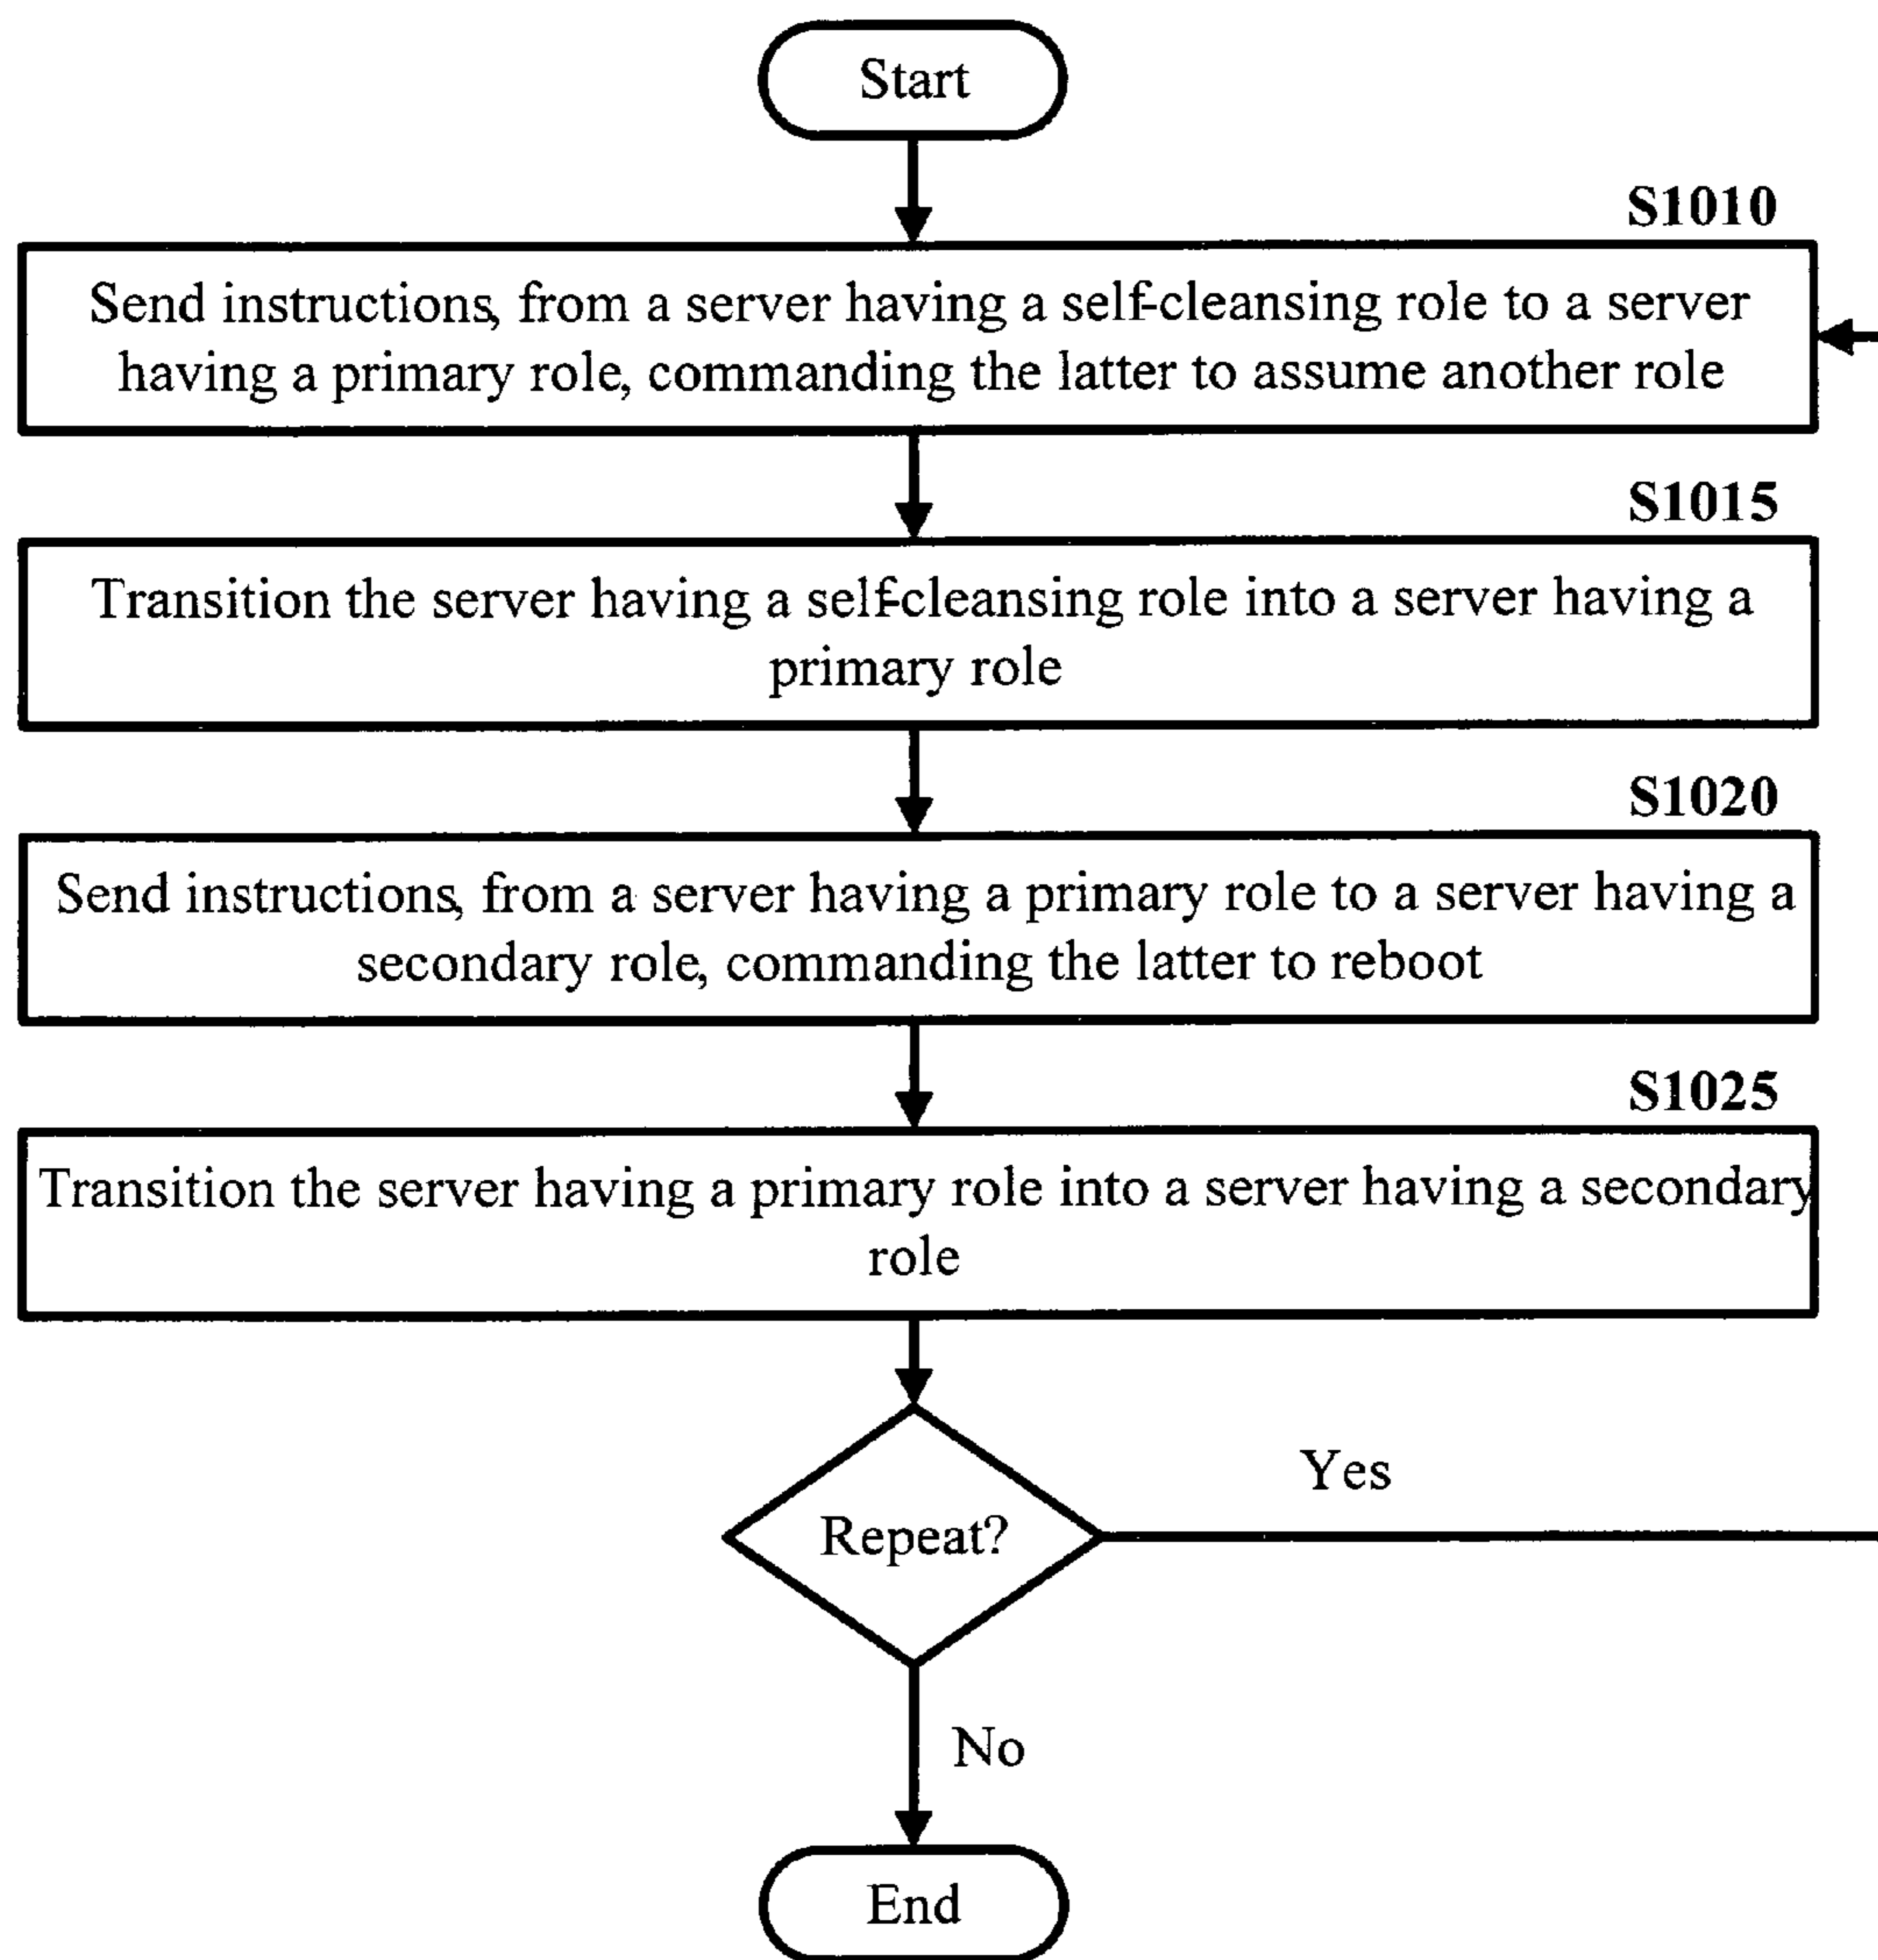 Start
S1010
Send instructions, from a server having a self-cleansing role to a server
having a primary role, commanding the latter to assume another role
S1015
Transition the server having a self-cleansing role into a server having a
primary role
S1020
Send instructions, from a server having a primary role to a server having a
secondary role, commanding the latter to reboot
S1025
Transition the server having a primary role into a server having a secondary
role
Yes
Repeat?
No
End